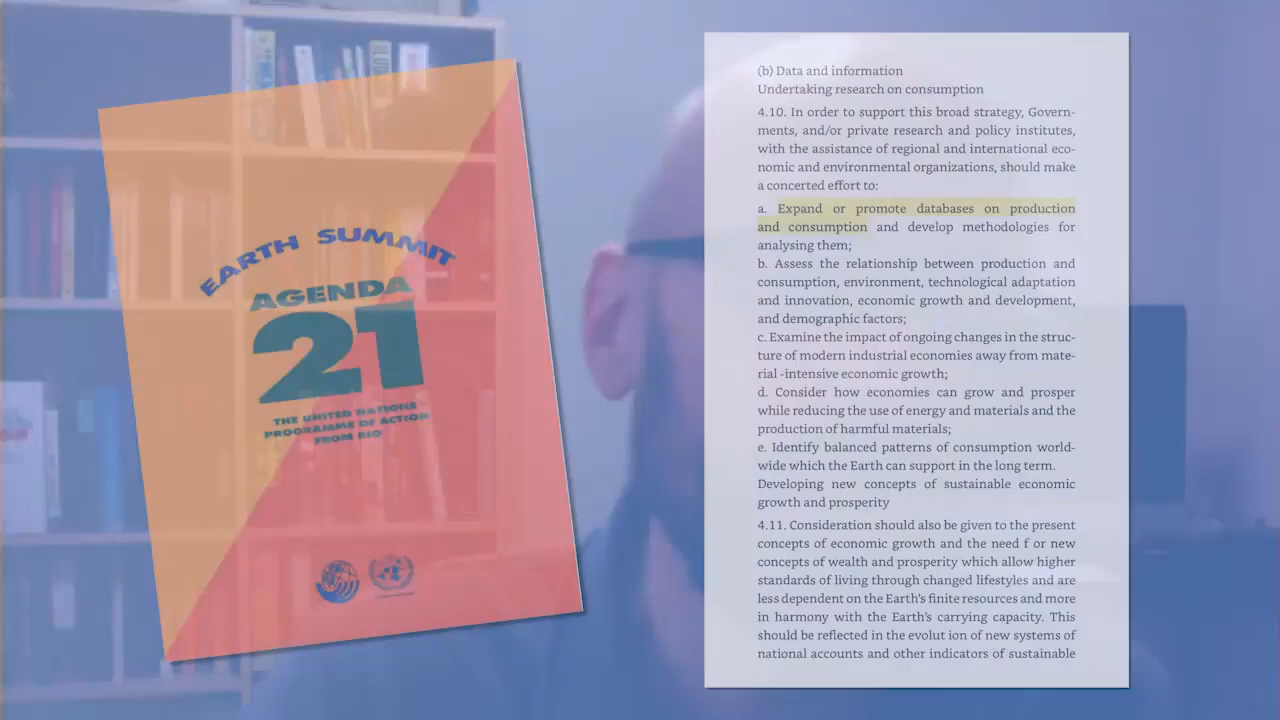 EARTH SUMMIT
AGENDA
21
THE UNITED NATIONS
PROGRAMME OF ACTION
FROM RIO
(b) Data and information
Undertaking research on consumption
4.10. In order to support this broad strategy, Govern-
ments, and/or private research and policy institutes,
with the assistance of regional and international eco-
nomic and environmental organizations, should make
a concerted effort to:
a. Expand or promote databases on production
and consumption and develop methodologies for
analysing them;
b. Assess the relationship between production and
consumption, environment, technological adaptation
and innovation, economic growth and development,
and demographic factors;
c. Examine the impact of ongoing changes in the struc-
ture of modern industrial economies away from mate-
rial -intensive economic growth;
d. Consider how economies can grow and prosper
while reducing the use of energy and materials and the
production of harmful materials;
e. Identify balanced patterns of consumption world-
wide which the Earth can support in the long term.
Developing new concepts of sustainable economic
growth and prosperity
4.11. Consideration should also be given to the present
concepts of economic growth and the need f or new
concepts of wealth and prosperity which allow higher
standards of living through changed lifestyles and are
less dependent on the Earth's finite resources and more
in harmony with the Earth's carrying capacity. This
should be reflected in the evolut ion of new systems of
national accounts and other indicators of sustainable